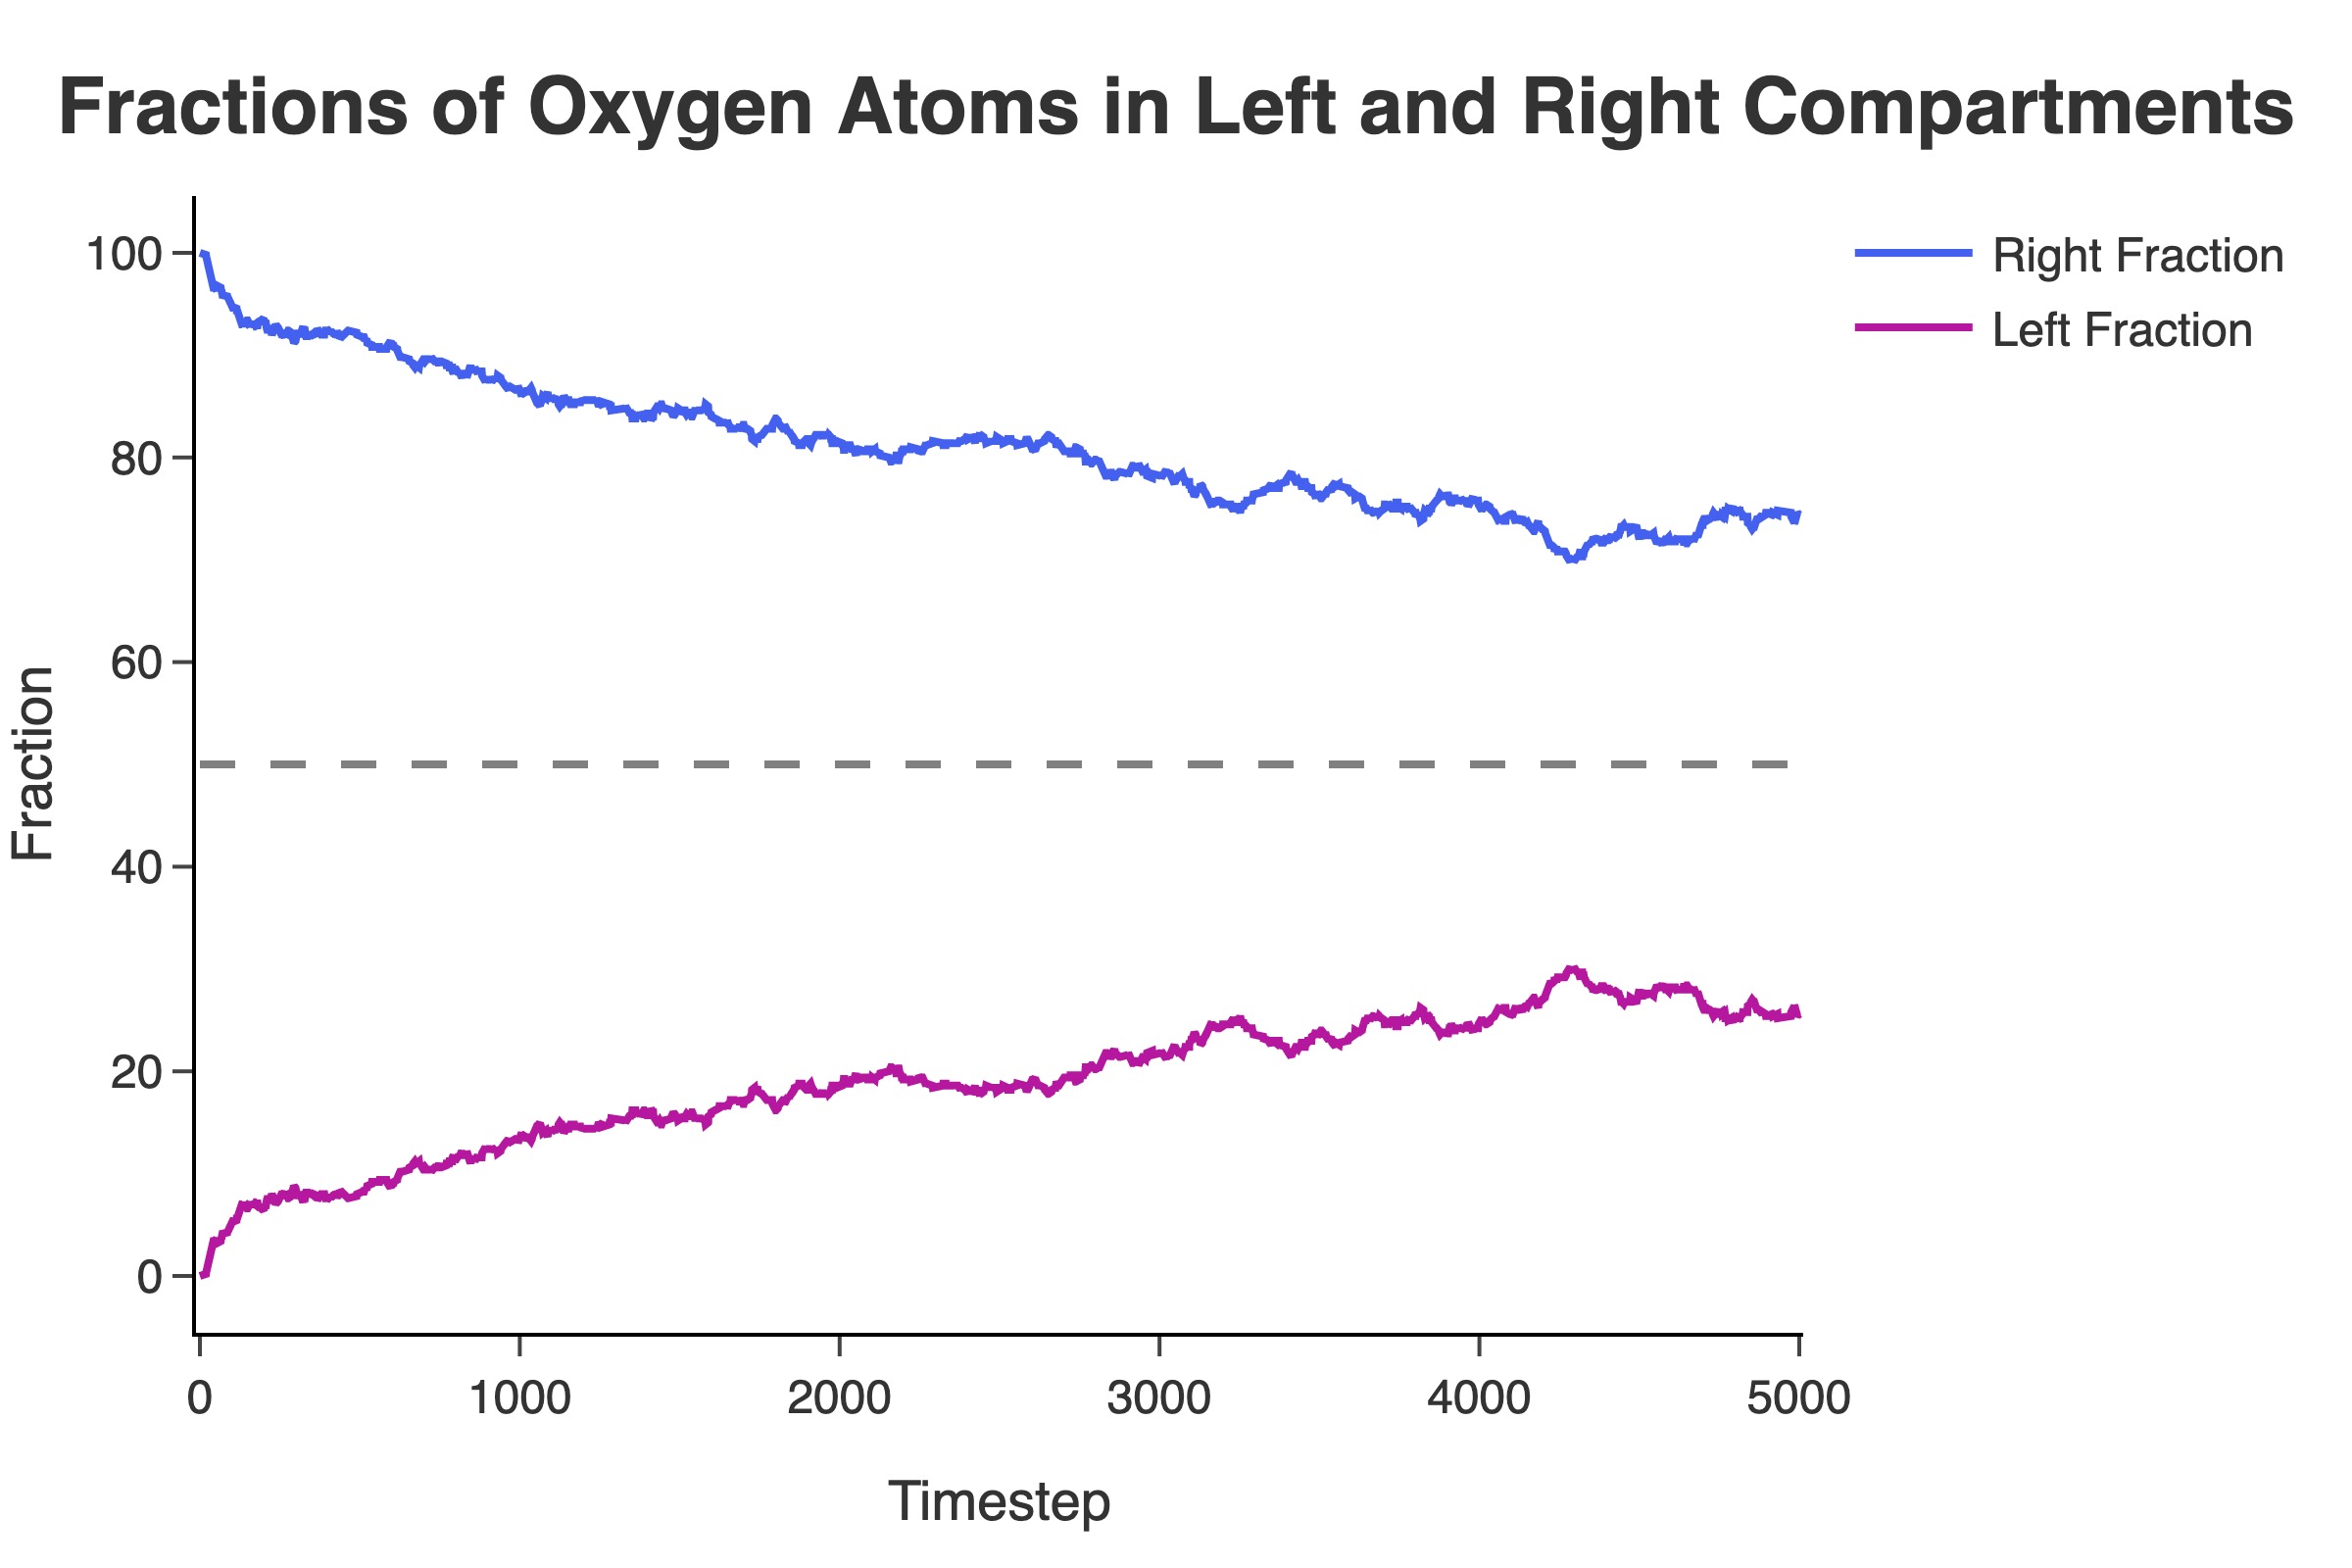 Fractions of Oxygen Atoms in Left and Right Compartments
Right Fraction
Left Fraction
Fraction
100
80
60
40
20
0
0 1000 2000 3000 4000 5000
Timestep